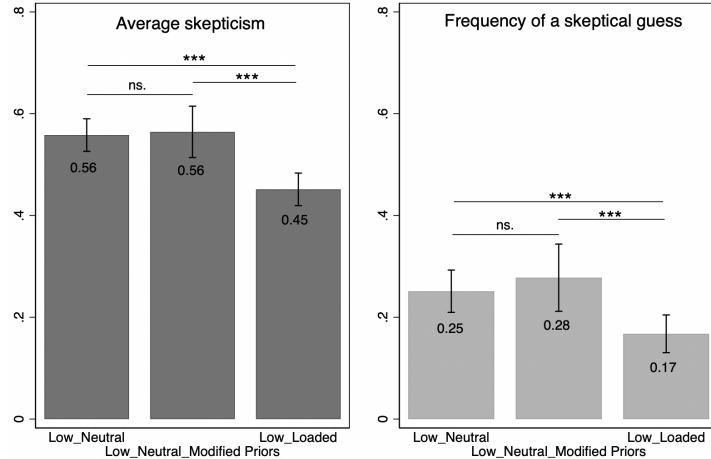 Average skepticism
.8
.6
.4
.2
0
***
ns.
***
0.56
0.56
0.45
Low_Neutral
Low_Loaded
Low_Neutral_Modified Priors
Frequency of a skeptical guess
.8
.6
.4
.2
0
***
ns.
***
0.25
0.28
0.17
Low_Neutral
Low_Loaded
Low_Neutral_Modified Priors